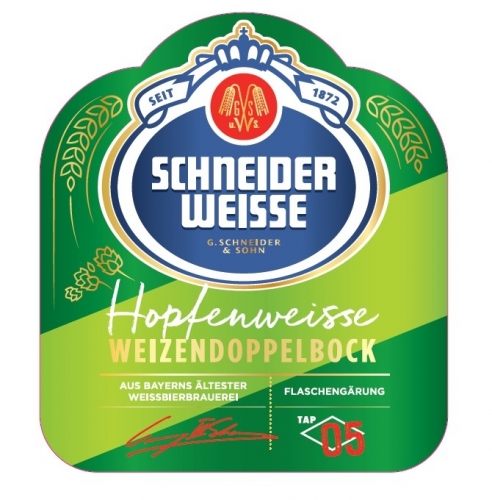 SEIT 1872
G S
u.W.S.
SCHNEIDER
WEISSE
G. SCHNEIDER
& SOHN
Hopfenweisse
WEIZENDOPPELBOCK
AUS BAYERNS ÄLTESTER
WEISSBIERBRAUEREI
FLASCHENGÄRUNG
TAP
05